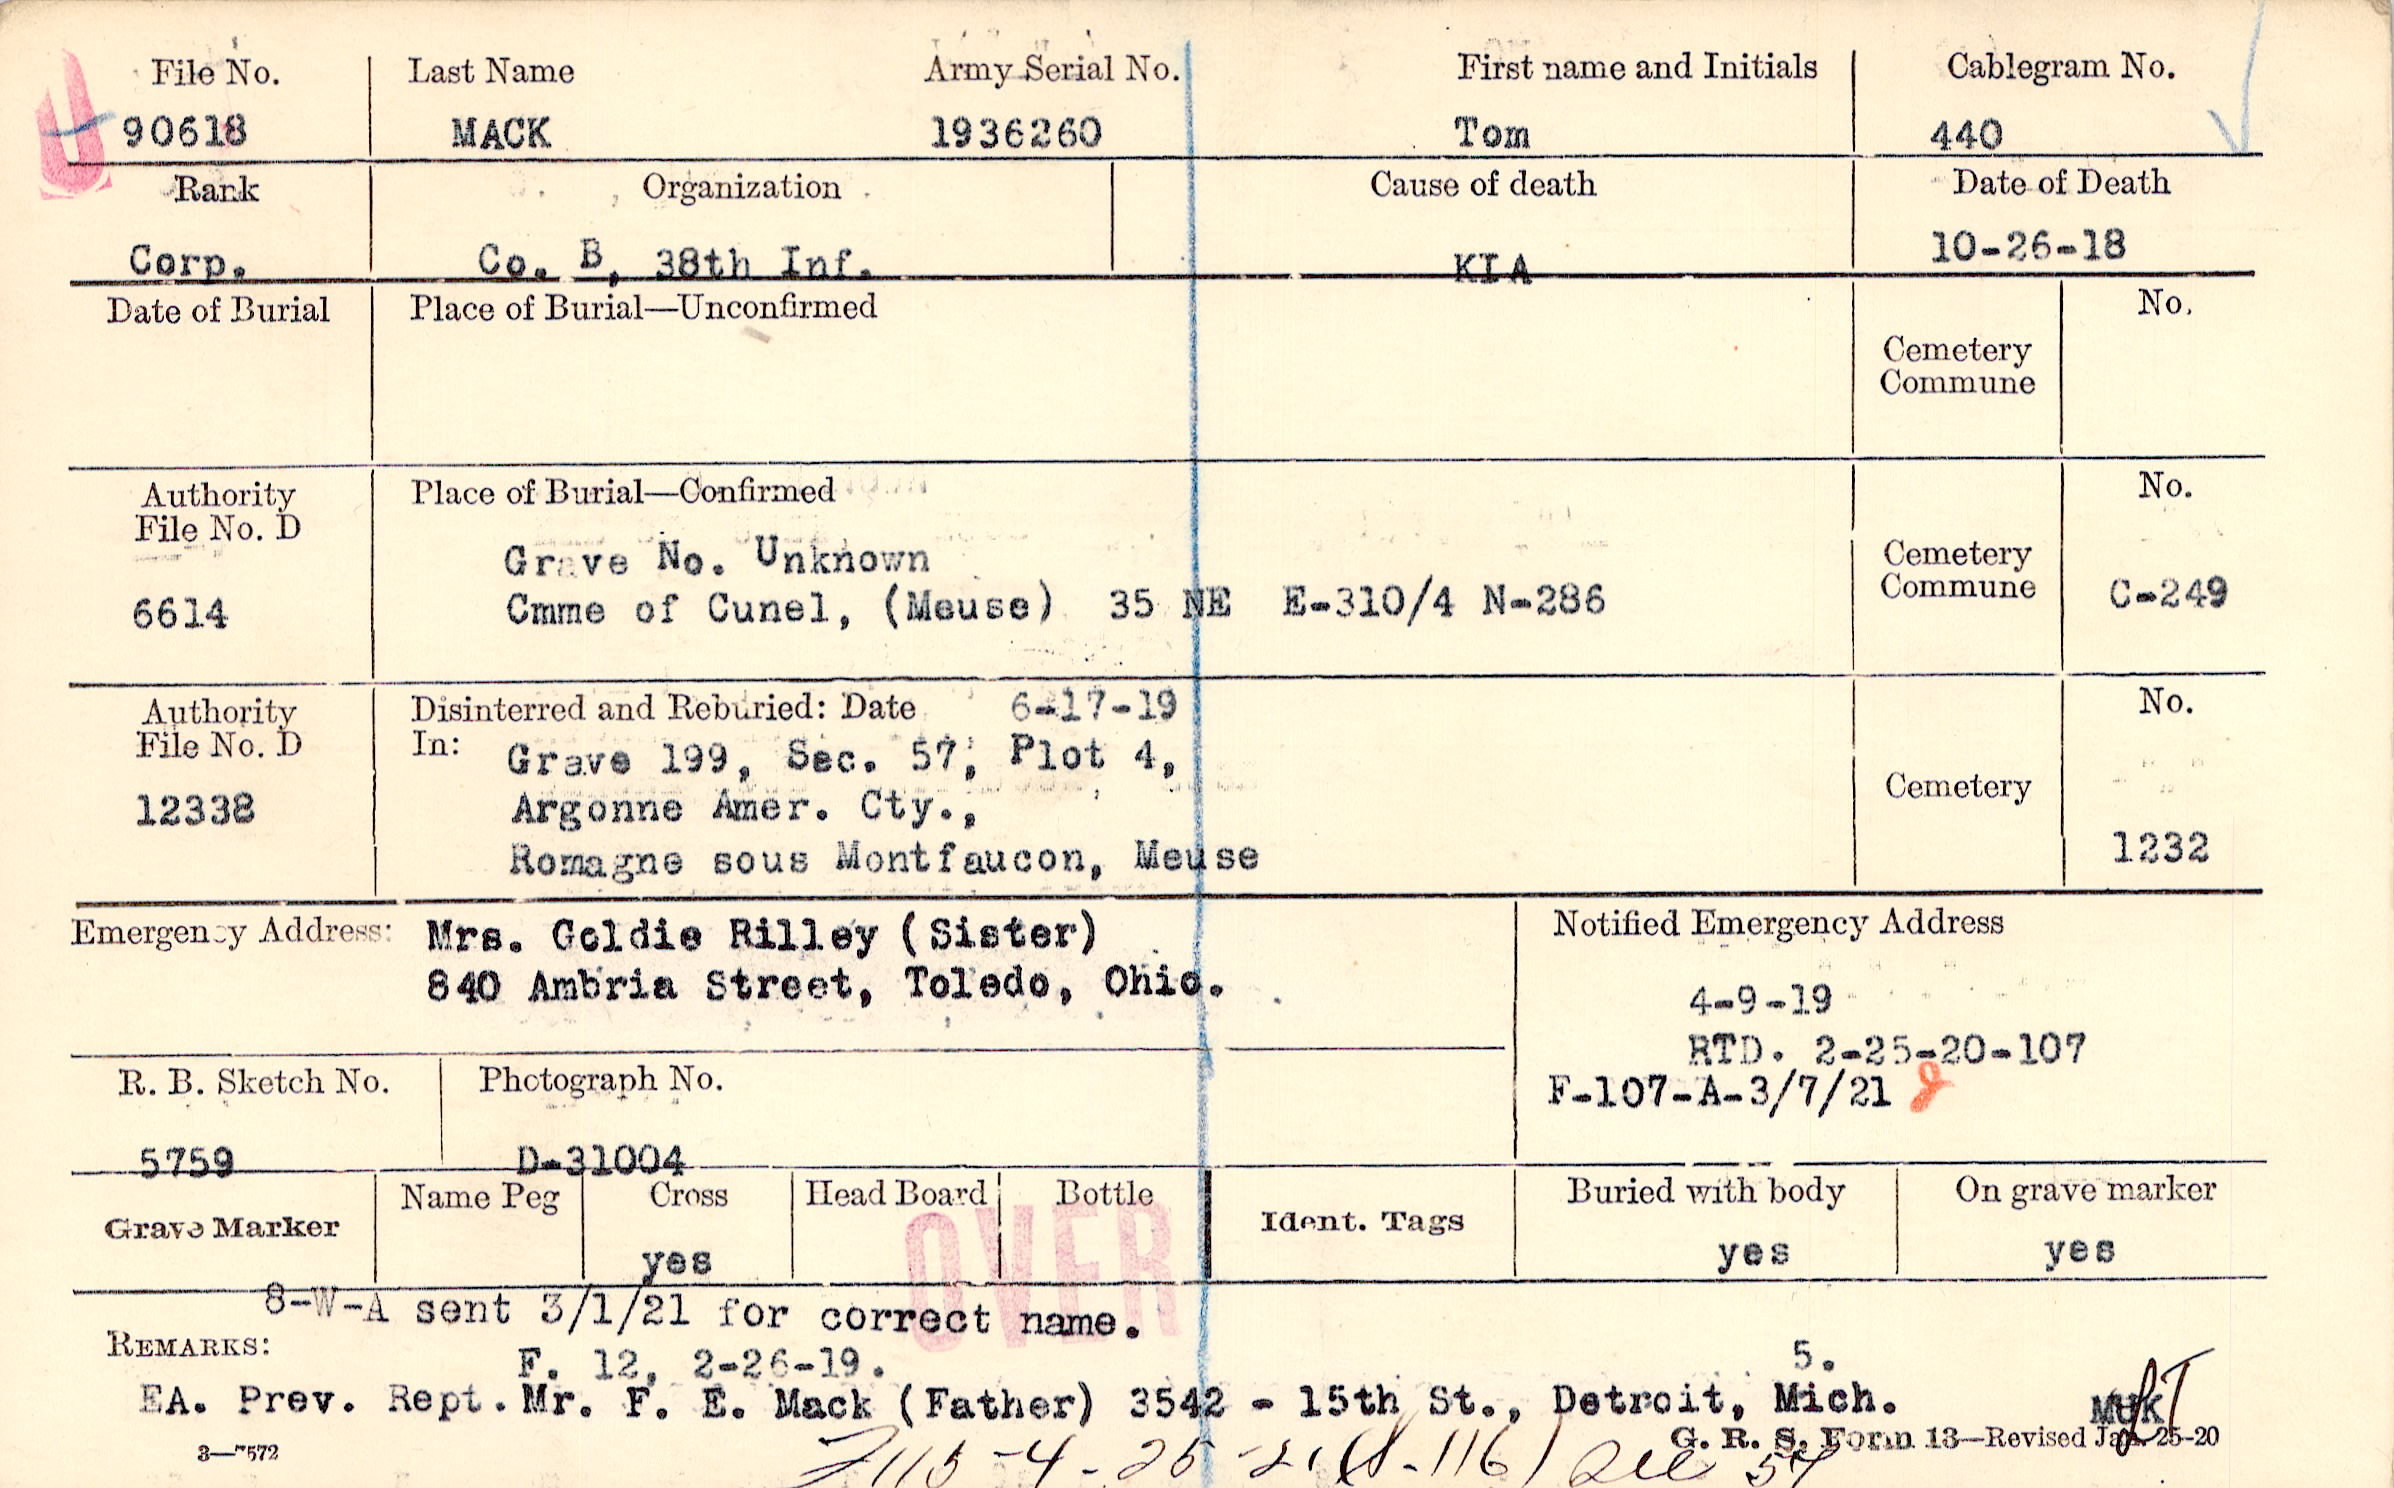 File No. Last Name Army Serial No. First name and Initials Cablegram No.
U 90618 MACK 1936260 Tom 440
Rank Organization Cause of death Date of Death
Corp. Co. B, 38th Inf. KIA 10-26-18
Date of Burial Place of Burial—Unconfirmed No.
Cemetery
Commune
Authority Place of Burial—Confirmed No.
File No. D
Grave No. Unknown Cemetery
6614 Cmme of Cunel, (Meuse) 35 NE E-310/4 N-286 Commune C-249
Authority Disinterred and Reburied: Date 6-17-19 No.
File No. D In: Grave 199, Sec. 57, Plot 4,
12338 Argonne Amer. Cty., Cemetery
Romagne sous Montfaucon, Meuse 1232
Emergency Address: Mrs. Goldie Rilley (Sister) Notified Emergency Address
840 Ambria Street, Toledo, Ohio. 4-9-19
RTD. 2-25-20-107
R. B. Sketch No. Photograph No. F-107-A-3/7/21
5759 D-31004
Grave Marker Name Peg Cross Head Board Bottle Ident. Tags Buried with body On grave marker
yes yes yes
OVER
8-W-A sent 3/1/21 for correct name.
REMARKS:
F. 12, 2-26-19. 5.
EA. Prev. Rept. Mr. F. E. Mack (Father) 3542 - 15th St., Detroit, Mich. MUK
3—7572 G. R. S. Form 13—Revised Jan. 25-20